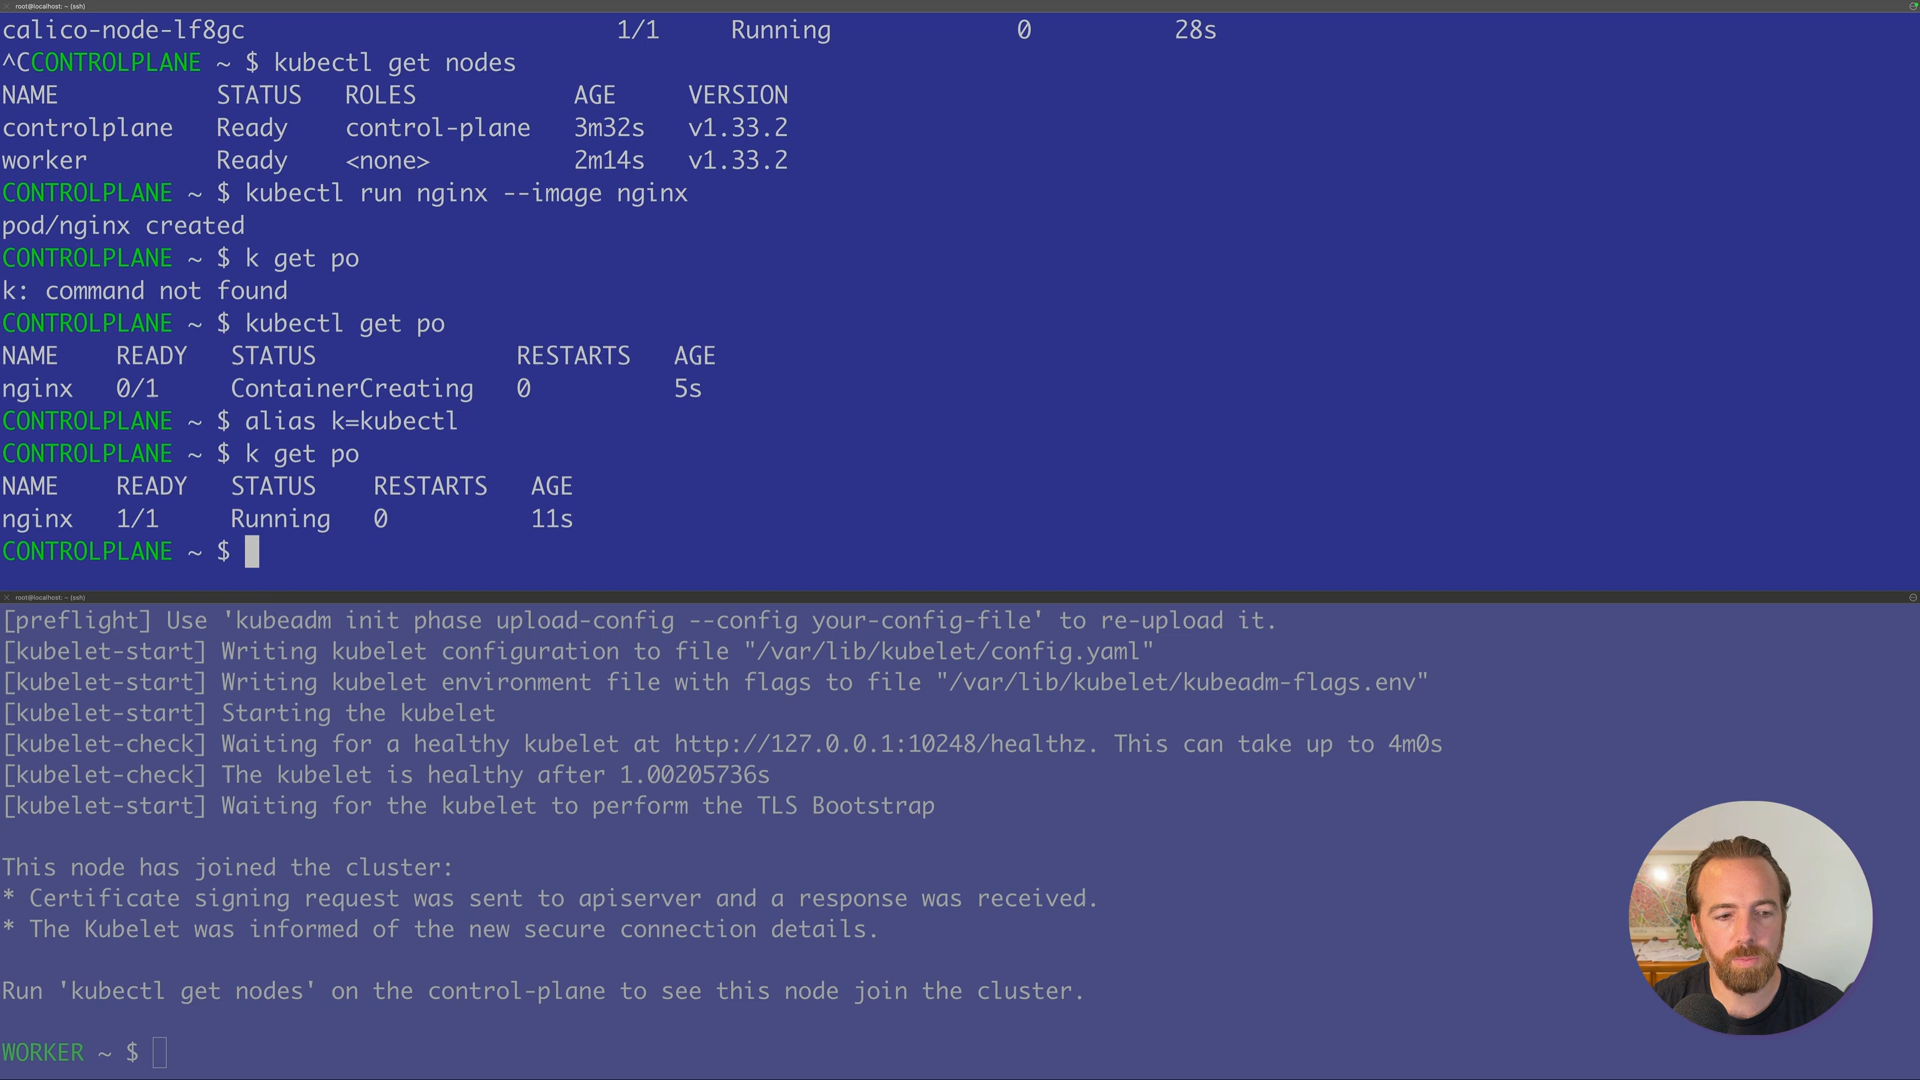 root@localhost: ~ (ssh)
calico-node-lf8gc 1/1 Running 0 28s
^CCONTROLPLANE ~ $ kubectl get nodes
NAME STATUS ROLES AGE VERSION
controlplane Ready control-plane 3m32s v1.33.2
worker Ready <none> 2m14s v1.33.2
CONTROLPLANE ~ $ kubectl run nginx --image nginx
pod/nginx created
CONTROLPLANE ~ $ k get po
k: command not found
CONTROLPLANE ~ $ kubectl get po
NAME READY STATUS RESTARTS AGE
nginx 0/1 ContainerCreating 0 5s
CONTROLPLANE ~ $ alias k=kubectl
CONTROLPLANE ~ $ k get po
NAME READY STATUS RESTARTS AGE
nginx 1/1 Running 0 11s
CONTROLPLANE ~ $
root@localhost: ~ (ssh)
[preflight] Use 'kubeadm init phase upload-config --config your-config-file' to re-upload it.
[kubelet-start] Writing kubelet configuration to file "/var/lib/kubelet/config.yaml"
[kubelet-start] Writing kubelet environment file with flags to file "/var/lib/kubelet/kubeadm-flags.env"
[kubelet-start] Starting the kubelet
[kubelet-check] Waiting for a healthy kubelet at http://127.0.0.1:10248/healthz. This can take up to 4m0s
[kubelet-check] The kubelet is healthy after 1.00205736s
[kubelet-start] Waiting for the kubelet to perform the TLS Bootstrap
This node has joined the cluster:
* Certificate signing request was sent to apiserver and a response was received.
* The Kubelet was informed of the new secure connection details.
Run 'kubectl get nodes' on the control-plane to see this node join the cluster.
WORKER ~ $